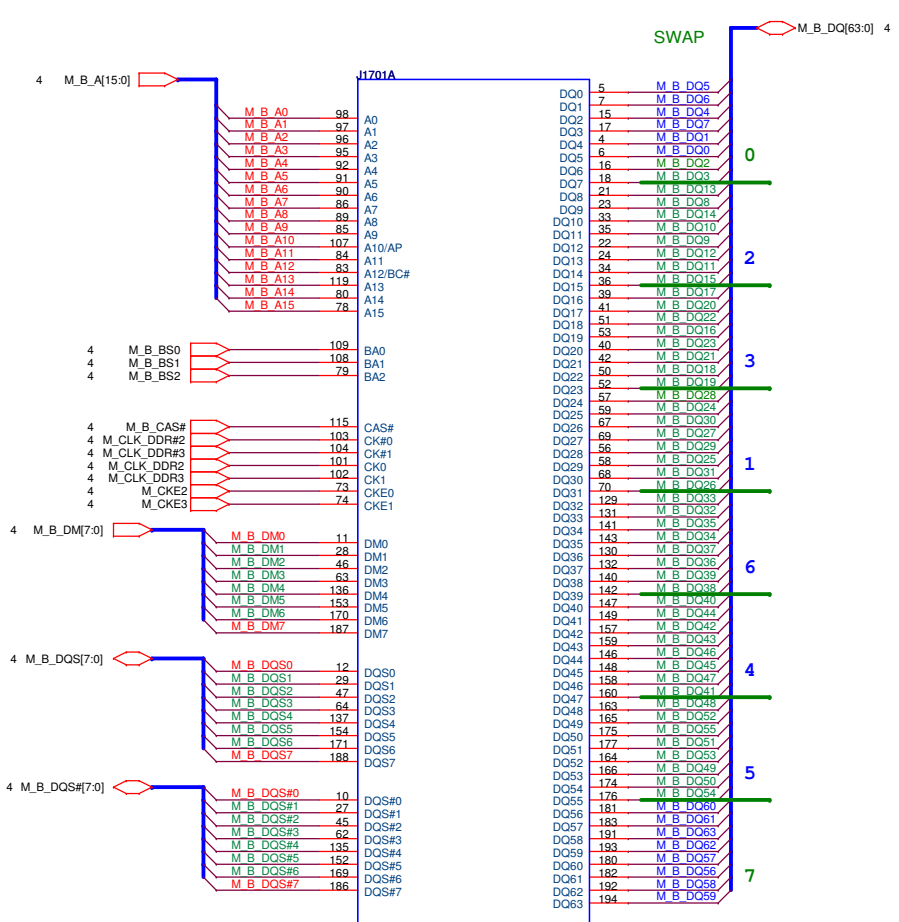 SWAP
M_B_DQ[63:0] 4
4 M_B_A[15:0]
J1701A
M_B_A0 98 A0
M_B_A1 97 A1
M_B_A2 96 A2
M_B_A3 95 A3
M_B_A4 92 A4
M_B_A5 91 A5
M_B_A6 90 A6
M_B_A7 86 A7
M_B_A8 89 A8
M_B_A9 85 A9
M_B_A10 107 A10/AP
M_B_A11 84 A11
M_B_A12 83 A12/BC#
M_B_A13 119 A13
M_B_A14 80 A14
M_B_A15 78 A15
4 M_B_BS0 109 BA0
4 M_B_BS1 108 BA1
4 M_B_BS2 79 BA2
4 M_B_CAS# 115 CAS#
4 M_CLK_DDR#2 103 CK#0
4 M_CLK_DDR#3 104 CK#1
4 M_CLK_DDR2 101 CK0
4 M_CLK_DDR3 102 CK1
4 M_CKE2 73 CKE0
4 M_CKE3 74 CKE1
4 M_B_DM[7:0]
M_B_DM0 11 DM0
M_B_DM1 28 DM1
M_B_DM2 46 DM2
M_B_DM3 63 DM3
M_B_DM4 136 DM4
M_B_DM5 153 DM5
M_B_DM6 170 DM6
M_B_DM7 187 DM7
4 M_B_DQS[7:0]
M_B_DQS0 12 DQS0
M_B_DQS1 29 DQS1
M_B_DQS2 47 DQS2
M_B_DQS3 64 DQS3
M_B_DQS4 137 DQS4
M_B_DQS5 154 DQS5
M_B_DQS6 171 DQS6
M_B_DQS7 188 DQS7
4 M_B_DQS#[7:0]
M_B_DQS#0 10 DQS#0
M_B_DQS#1 27 DQS#1
M_B_DQS#2 45 DQS#2
M_B_DQS#3 62 DQS#3
M_B_DQS#4 135 DQS#4
M_B_DQS#5 152 DQS#5
M_B_DQS#6 169 DQS#6
M_B_DQS#7 186 DQS#7
DQ0 5 M_B_DQ5
DQ1 7 M_B_DQ6
DQ2 15 M_B_DQ4
DQ3 17 M_B_DQ7
DQ4 4 M_B_DQ1
DQ5 6 M_B_DQ0
0
DQ6 16 M_B_DQ2
DQ7 18 M_B_DQ3
DQ8 21 M_B_DQ13
DQ9 23 M_B_DQ8
DQ10 33 M_B_DQ14
DQ11 35 M_B_DQ10
DQ12 22 M_B_DQ9
DQ13 24 M_B_DQ12
2
DQ14 34 M_B_DQ11
DQ15 36 M_B_DQ15
DQ16 39 M_B_DQ17
DQ17 41 M_B_DQ20
DQ18 51 M_B_DQ22
DQ19 53 M_B_DQ16
DQ20 40 M_B_DQ23
DQ21 42 M_B_DQ21
3
DQ22 50 M_B_DQ18
DQ23 52 M_B_DQ19
DQ24 57 M_B_DQ28
DQ25 59 M_B_DQ24
DQ26 67 M_B_DQ30
DQ27 69 M_B_DQ27
DQ28 56 M_B_DQ29
DQ29 58 M_B_DQ25
1
DQ30 68 M_B_DQ31
DQ31 70 M_B_DQ26
DQ32 129 M_B_DQ33
DQ33 131 M_B_DQ32
DQ34 141 M_B_DQ35
DQ35 143 M_B_DQ34
DQ36 130 M_B_DQ37
DQ37 132 M_B_DQ36
6
DQ38 140 M_B_DQ39
DQ39 142 M_B_DQ38
DQ40 147 M_B_DQ40
DQ41 149 M_B_DQ44
DQ42 157 M_B_DQ42
DQ43 159 M_B_DQ43
DQ44 146 M_B_DQ46
DQ45 148 M_B_DQ45
4
DQ46 158 M_B_DQ47
DQ47 160 M_B_DQ41
DQ48 163 M_B_DQ48
DQ49 165 M_B_DQ52
DQ50 175 M_B_DQ55
DQ51 177 M_B_DQ51
DQ52 164 M_B_DQ53
DQ53 166 M_B_DQ49
5
DQ54 174 M_B_DQ50
DQ55 176 M_B_DQ54
DQ56 181 M_B_DQ60
DQ57 183 M_B_DQ61
DQ58 191 M_B_DQ63
DQ59 193 M_B_DQ62
DQ60 180 M_B_DQ57
DQ61 182 M_B_DQ56
7
DQ62 192 M_B_DQ58
DQ63 194 M_B_DQ59